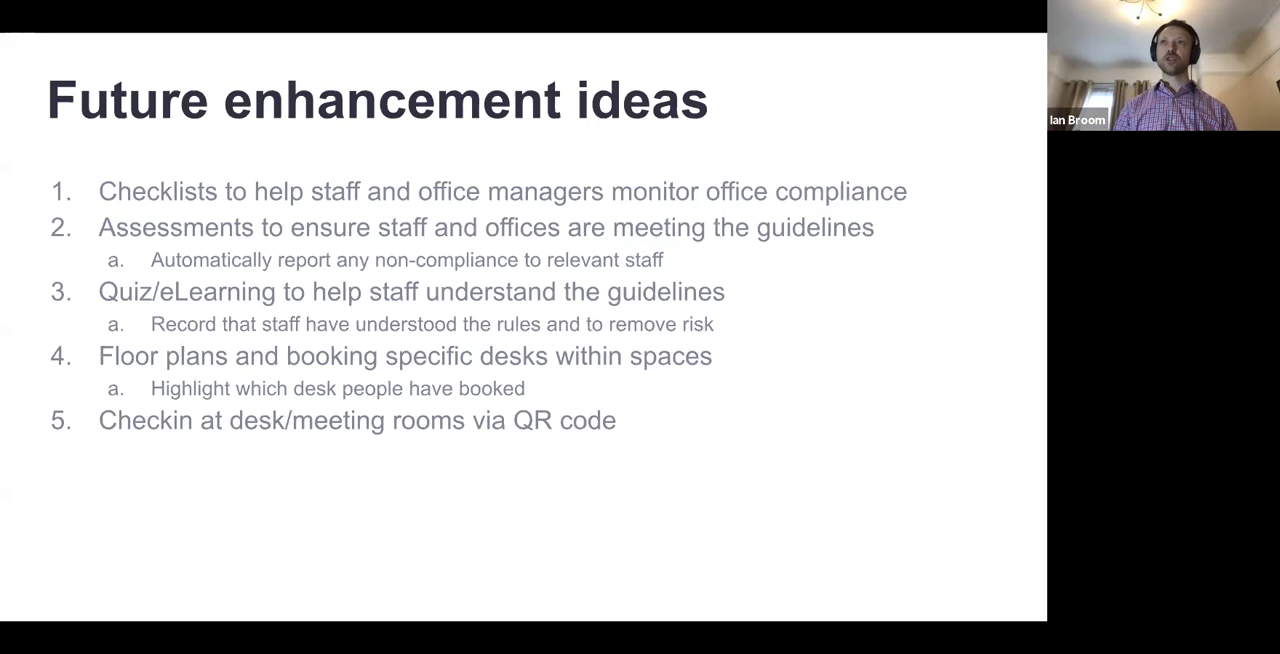 Future enhancement ideas
1. Checklists to help staff and office managers monitor office compliance
2. Assessments to ensure staff and offices are meeting the guidelines
a. Automatically report any non-compliance to relevant staff
3. Quiz/eLearning to help staff understand the guidelines
a. Record that staff have understood the rules and to remove risk
4. Floor plans and booking specific desks within spaces
a. Highlight which desk people have booked
5. Checkin at desk/meeting rooms via QR code
Ian Broom